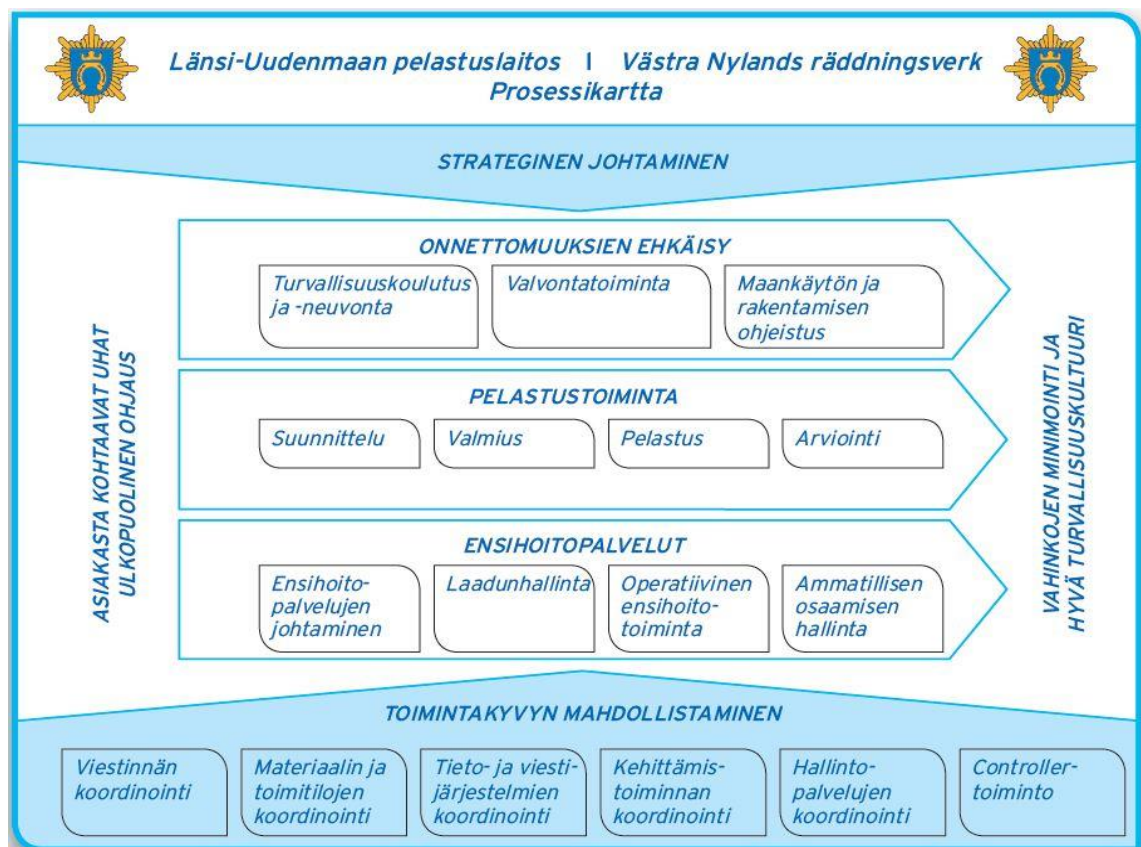 Länsi-Uudenmaan pelastuslaitos | Västra Nylands räddningsverk
Prosessikartta
STRATEGINEN JOHTAMINEN
ASIAKASTA KOHTAAVAT UHAT
ULKOPUOLINEN OHJAUS
ONNETTOMUUKSIEN EHKÄISY
Turvallisuuskoulutus
ja -neuvonta
Valvontatoiminta
Maankäytön ja
rakentamisen
ohjeistus
PELASTUSTOIMINTA
Suunnittelu
Valmius
Pelastus
Arviointi
ENSIHOITOPALVELUT
Ensihoito-
palvelujen
johtaminen
Laadunhallinta
Operatiivinen
ensihoito-
toiminta
Ammatillisen
osaamisen
hallinta
VAHINKOJEN MINIMOINTI JA
HYVÄ TURVALLISUUSKULTUURI
TOIMINTAKYVYN MAHDOLLISTAMINEN
Viestinnän
koordinointi
Materiaalin ja
toimitilojen
koordinointi
Tieto- ja viesti-
järjestelmien
koordinointi
Kehittämis-
toiminnan
koordinointi
Hallinto-
palvelujen
koordinointi
Controller-
toiminto